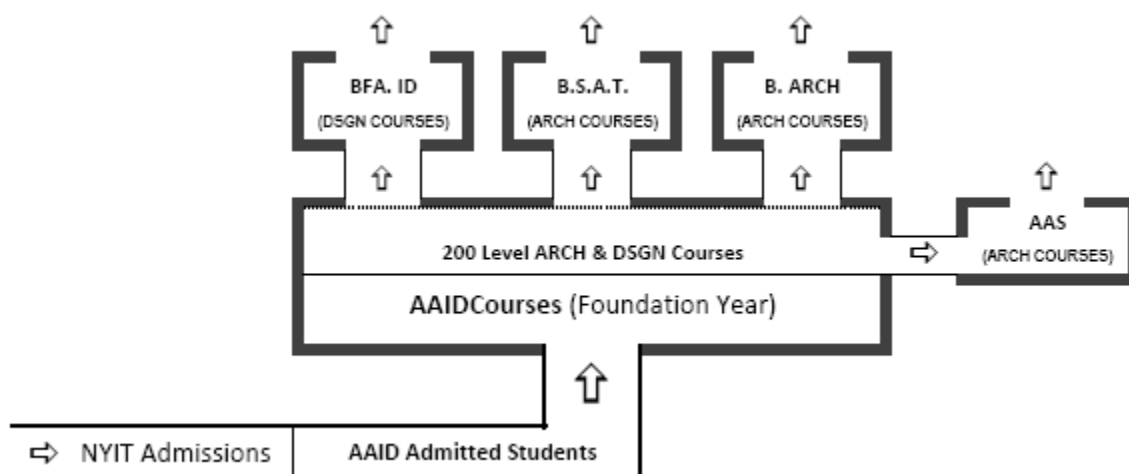 BFA. ID
(DSGN COURSES)
B.S.A.T.
(ARCH COURSES)
B. ARCH
(ARCH COURSES)
AAS
(ARCH COURSES)
200 Level ARCH & DSGN Courses
AAIDCourses (Foundation Year)
NYIT Admissions
AAID Admitted Students